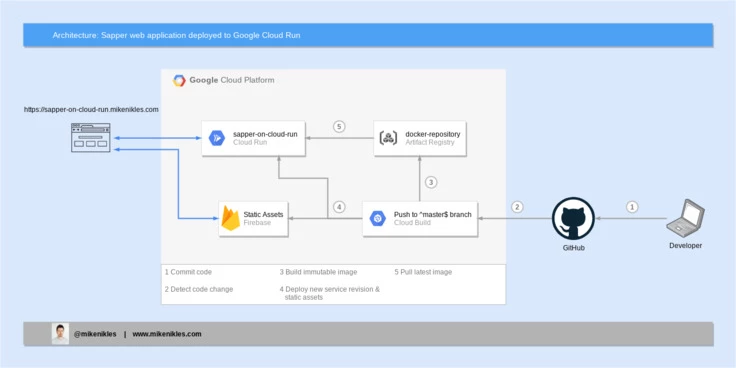 Architecture: Sapper web application deployed to Google Cloud Run
Google Cloud Platform
https://sapper-on-cloud-run.mikenikles.com
sapper-on-cloud-run
Cloud Run
5
docker-repository
Artifact Registry
3
Static Assets
Firebase
4
Push to ^master$ branch
Cloud Build
2
GitHub
1
Developer
1 Commit code
2 Detect code change
3 Build immutable image
4 Deploy new service revision &
static assets
5 Pull latest image
@mikenikles | www.mikenikles.com